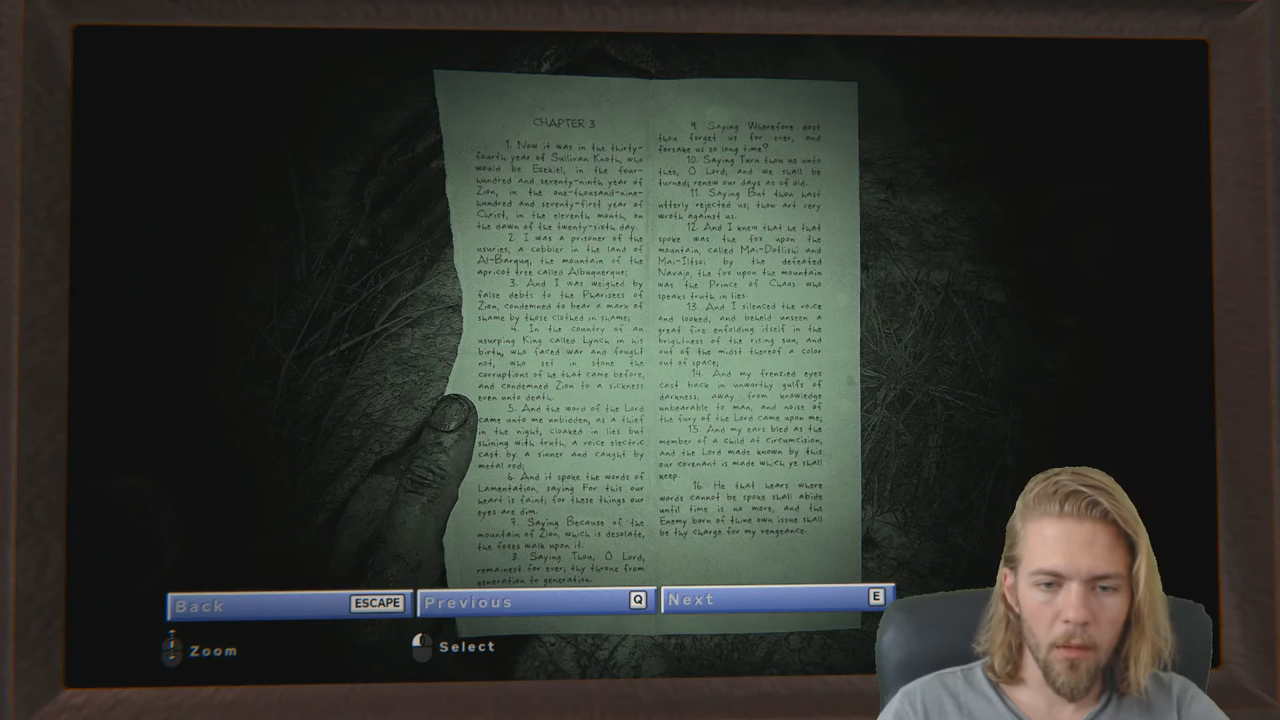 CHAPTER 3
1. Now it was in the thirty-
fourth year of Sullivan Knoth, who
would be Ezekiel, in the four-
hundred and seventy-ninth year of
Zion, in the one-thousand-nine-
hundred and seventy-first year of
Christ, in the eleventh month, on
the dawn of the twenty-sixth day.
2. I was a prisoner of the
usuries, a cobbler in the land of
Al-Barquq, the mountain of the
apricot tree called Albuquerque;
3. And I was weighed by
false debts to the Pharisees of
Zion, condemned to bear a mark of
shame by those clothed in shame;
4. In the country of an
usurping King called Lynch in his
birth, who faced war and fought
not, who set in stone the
corruptions of he that came before,
and condemned Zion to a sickness
even unto death.
5. And the word of the Lord
came unto me unbidden, as a thief
in the night, cloaked in lies but
shining with truth, a voice electric
cast by a sinner and caught by
metal rod;
6. And it spoke the words of
Lamentation, saying For this our
heart is faint; for these things our
eyes are dim.
7. Saying Because of the
mountain of Zion, which is desolate,
the foxes walk upon it.
8. Saying Thou, O Lord,
remainest for ever; thy throne from
generation to generation.
9. Saying Wherefore dost
thou forget us for ever, and
forsake us so long time?
10. Saying Turn thou us unto
thee, O Lord, and we shall be
turned; renew our days as of old.
11. Saying But thou hast
utterly rejected us; thou art very
wroth against us.
12. And I knew that he that
spoke was the fox upon the
mountain, called Mai-Dotlishi and
Mai-Iltsoi by the defeated
Navajo, the fox upon the mountain
was the Prince of Chaos who
speaks truth in lies.
13. And I silenced the voice
and looked, and beheld unseen a
great fire enfolding itself in the
brightness of the rising sun, and
out of the midst thereof a color
out of space;
14. And my frenzied eyes
cast back in unworthy gulfs of
darkness, away from knowledge
unbearable to man, and noise of
the fury of the Lord came upon me;
15. And my ears bled as the
member of a child at circumcision,
and the Lord made known by this
our covenant is made which ye shall
keep.
16. He that hears where
words cannot be spoke shall abide
until time is no more, and the
Enemy born of thine own issue shall
be thy charge for my vengeance.
Back ESCAPE Previous Q Next E
Zoom Select